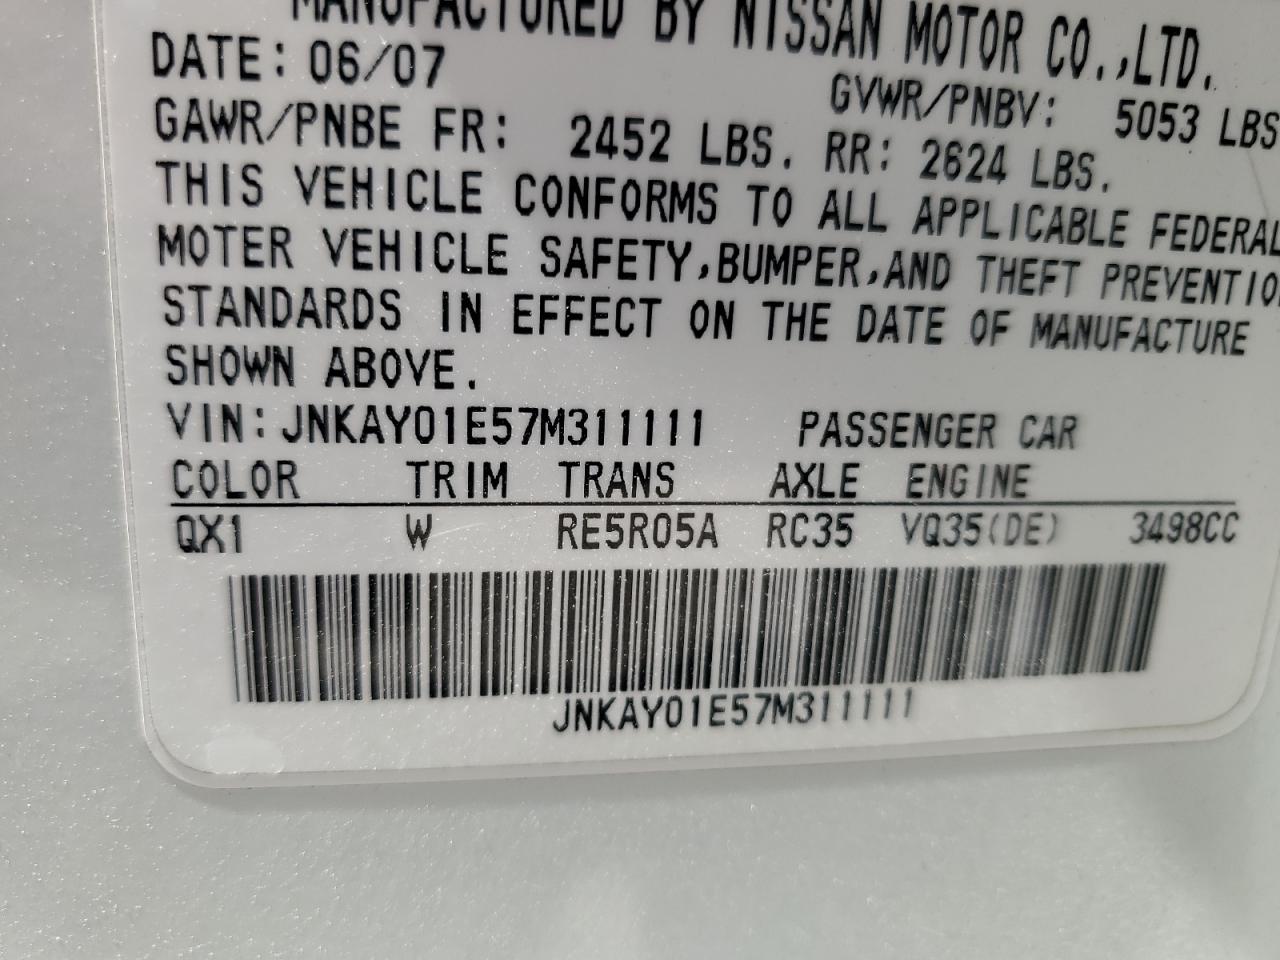 MANUFACTURED BY NISSAN MOTOR CO.,LTD.
DATE: 06/07
GVWR/PNBV: 5053 LBS
GAWR/PNBE FR: 2452 LBS. RR: 2624 LBS.
THIS VEHICLE CONFORMS TO ALL APPLICABLE FEDERAL
MOTER VEHICLE SAFETY,BUMPER,AND THEFT PREVENTIO
STANDARDS IN EFFECT ON THE DATE OF MANUFACTURE
SHOWN ABOVE.
VIN:JNKAY01E57M311111 PASSENGER CAR
COLOR TRIM TRANS AXLE ENGINE
QX1 W RE5R05A RC35 VQ35(DE) 3498CC
JNKAY01E57M311111